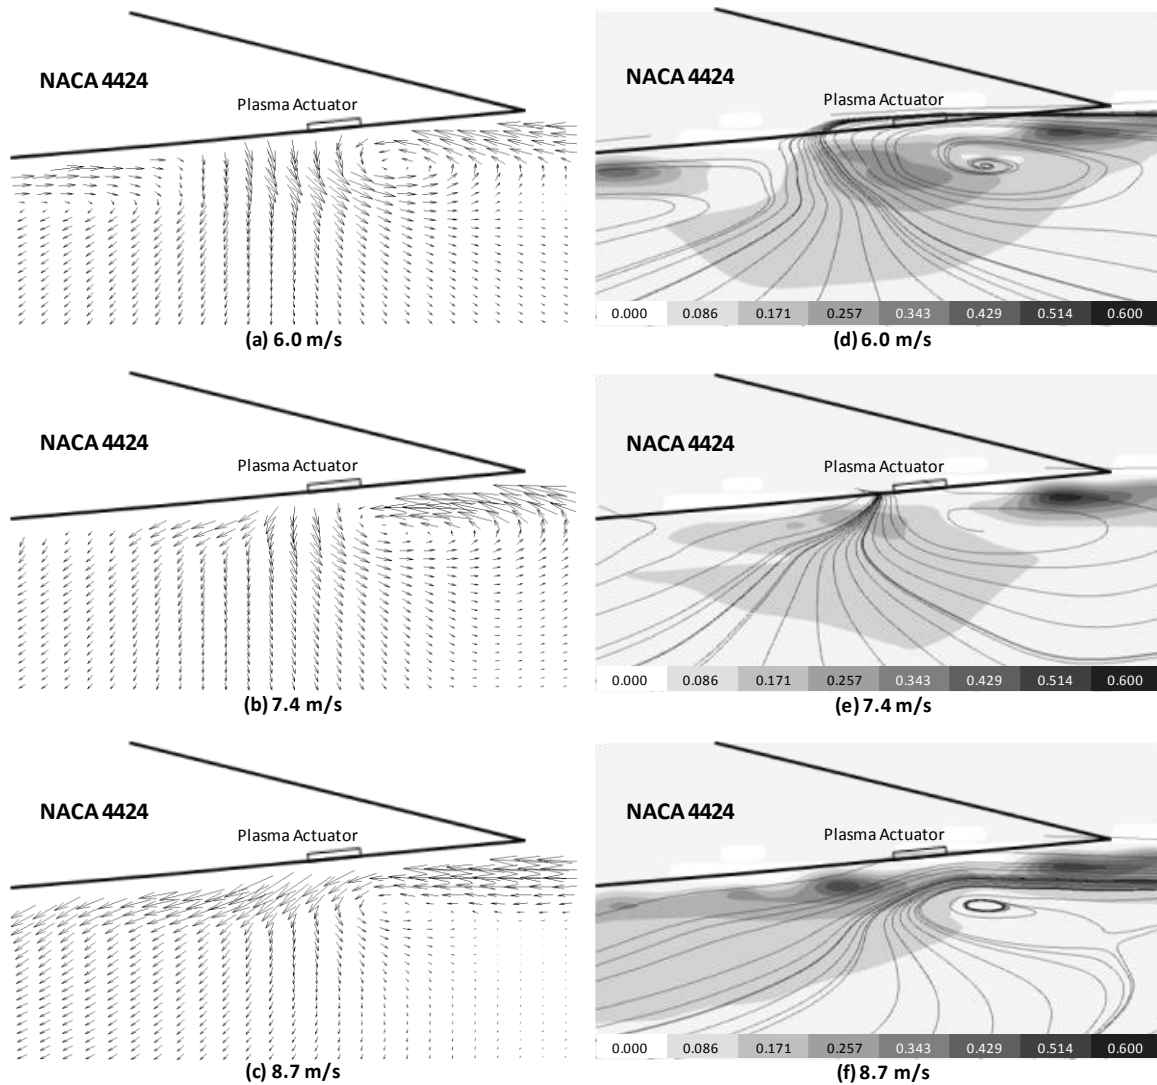 NACA 4424
Plasma Actuator
(a) 6.0 m/s
NACA 4424
Plasma Actuator
0.000 0.086 0.171 0.257 0.343 0.429 0.514 0.600
(d) 6.0 m/s
NACA 4424
Plasma Actuator
(b) 7.4 m/s
NACA 4424
Plasma Actuator
0.000 0.086 0.171 0.257 0.343 0.429 0.514 0.600
(e) 7.4 m/s
NACA 4424
Plasma Actuator
(c) 8.7 m/s
NACA 4424
Plasma Actuator
0.000 0.086 0.171 0.257 0.343 0.429 0.514 0.600
(f) 8.7 m/s